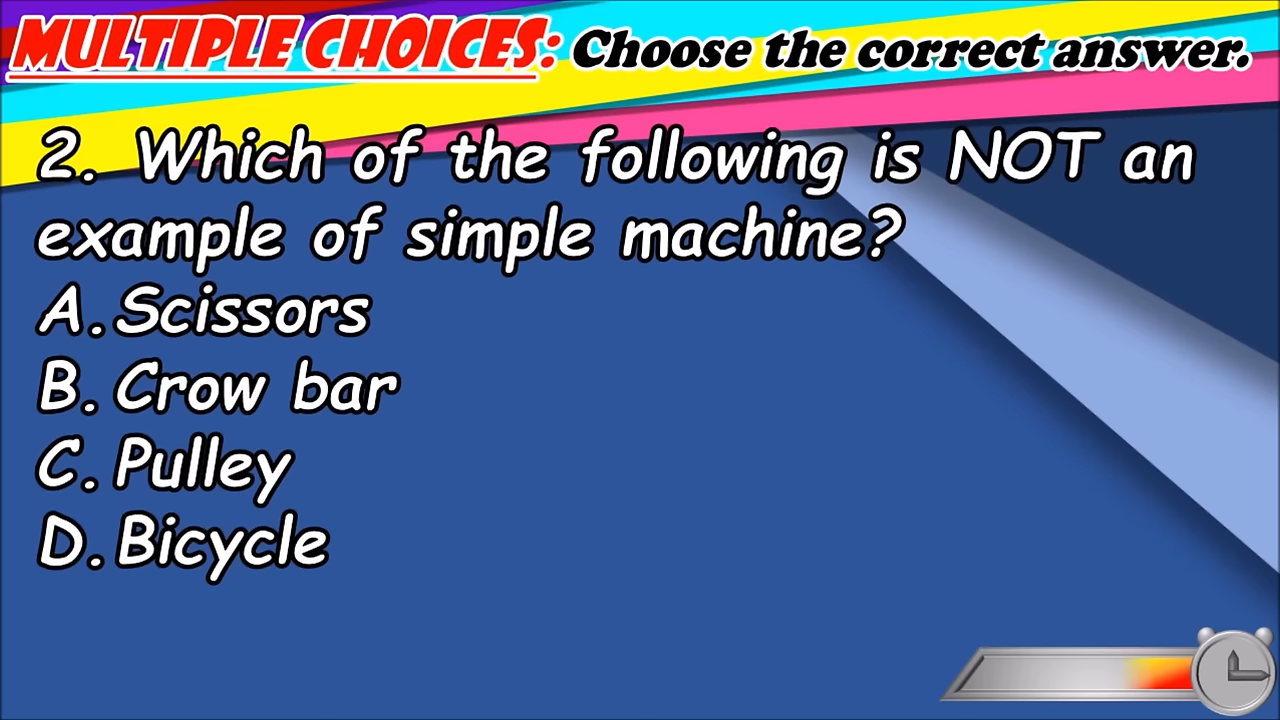 MULTIPLE CHOICES: Choose the correct answer.
2. Which of the following is NOT an
example of simple machine?
A. Scissors
B. Crow bar
C. Pulley
D. Bicycle